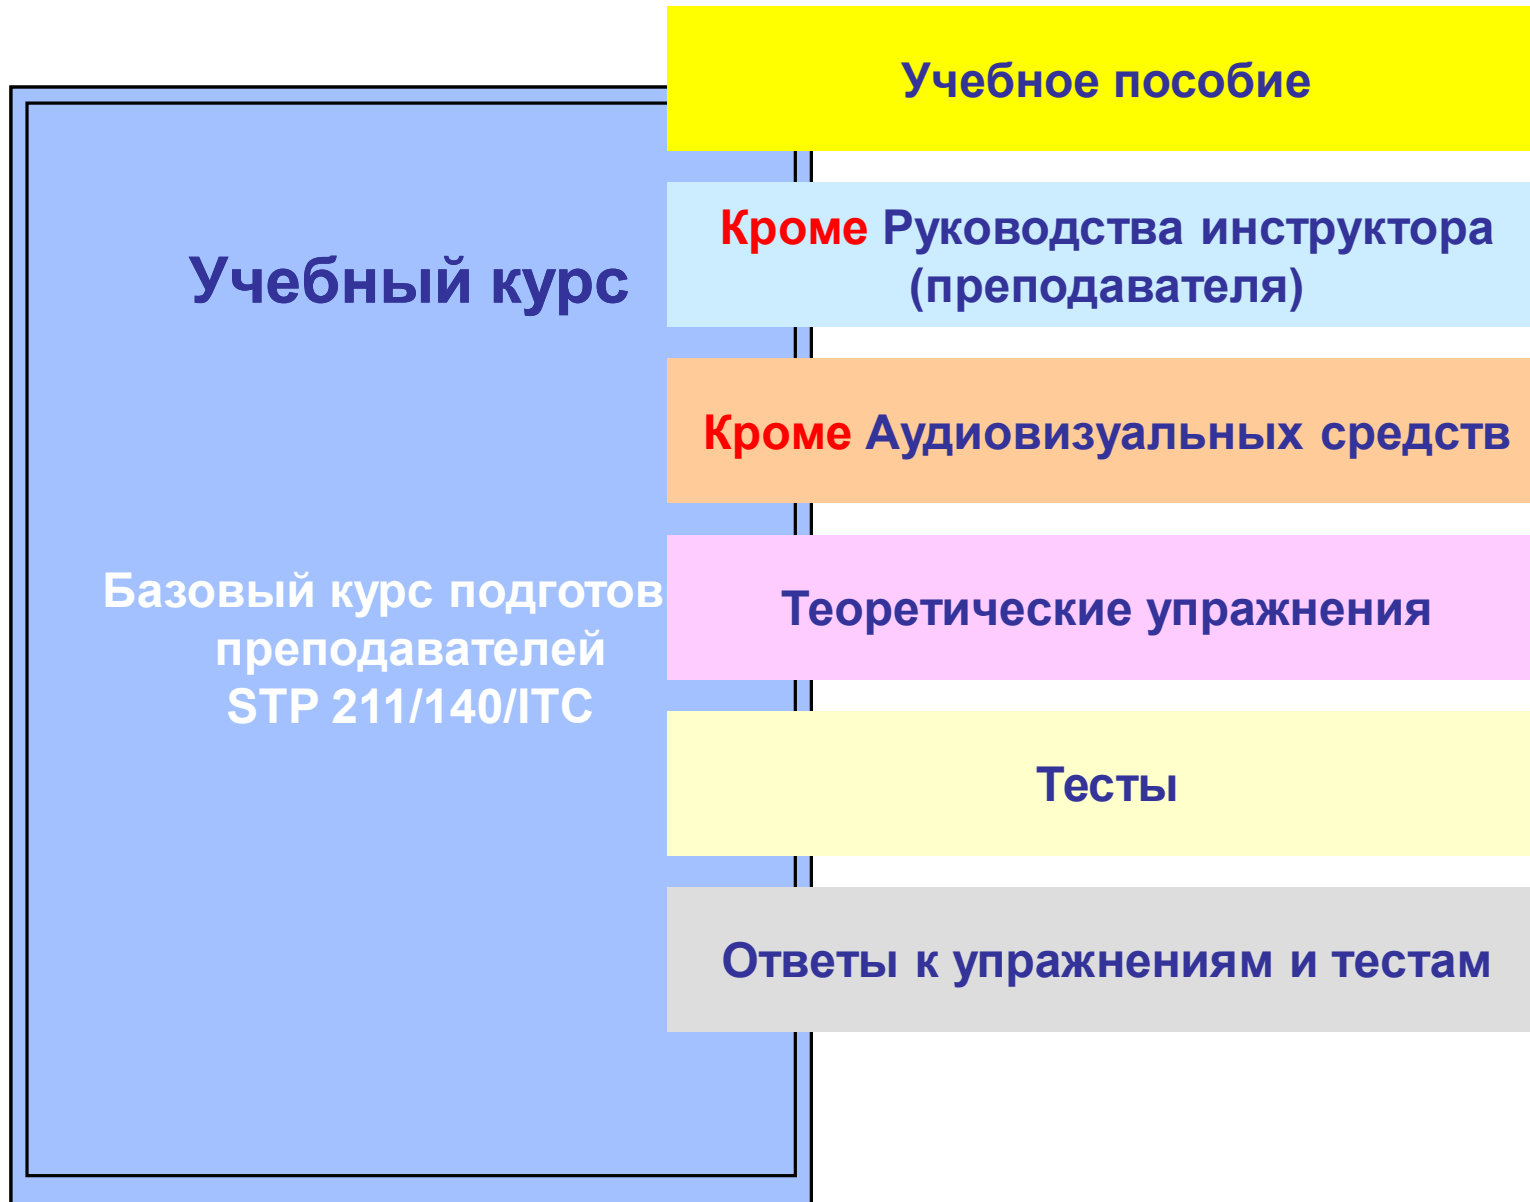 Учебное пособие
Кроме Руководства инструктора
(преподавателя)
Учебный курс
Кроме Аудиовизуальных средств
Базовый курс подготов
преподавателей
STP 211/140/ITC
Теоретические упражнения
Тесты
Ответы к упражнениям и тестам